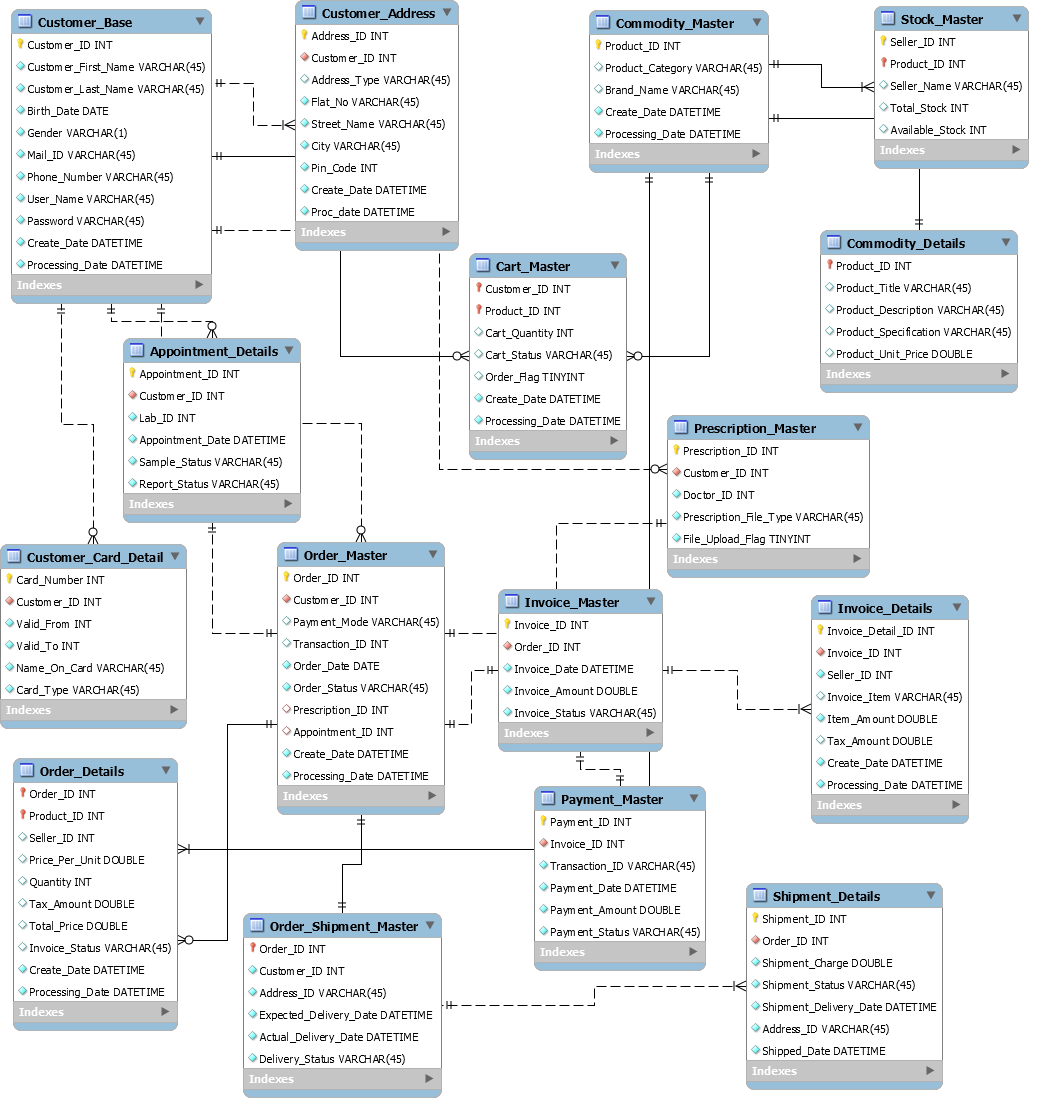 Customer_Base
Customer_ID INT
Customer_First_Name VARCHAR(45)
Customer_Last_Name VARCHAR(45)
Birth_Date DATE
Gender VARCHAR(1)
Mail_ID VARCHAR(45)
Phone_Number VARCHAR(45)
User_Name VARCHAR(45)
Password VARCHAR(45)
Create_Date DATETIME
Processing_Date DATETIME
Indexes
Customer_Address
Address_ID INT
Customer_ID INT
Address_Type VARCHAR(45)
Flat_No VARCHAR(45)
Street_Name VARCHAR(45)
City VARCHAR(45)
Pin_Code INT
Create_Date DATETIME
Proc_date DATETIME
Indexes
Commodity_Master
Product_ID INT
Product_Category VARCHAR(45)
Brand_Name VARCHAR(45)
Create_Date DATETIME
Processing_Date DATETIME
Indexes
Stock_Master
Seller_ID INT
Product_ID INT
Seller_Name VARCHAR(45)
Total_Stock INT
Available_Stock INT
Indexes
Commodity_Details
Product_ID INT
Product_Title VARCHAR(45)
Product_Description VARCHAR(45)
Product_Specification VARCHAR(45)
Product_Unit_Price DOUBLE
Indexes
Cart_Master
Customer_ID INT
Product_ID INT
Cart_Quantity INT
Cart_Status VARCHAR(45)
Order_Flag TINYINT
Create_Date DATETIME
Processing_Date DATETIME
Indexes
Appointment_Details
Appointment_ID INT
Customer_ID INT
Lab_ID INT
Appointment_Date DATETIME
Sample_Status VARCHAR(45)
Report_Status VARCHAR(45)
Indexes
Prescription_Master
Prescription_ID INT
Customer_ID INT
Doctor_ID INT
Prescription_File_Type VARCHAR(45)
File_Upload_Flag TINYINT
Indexes
Customer_Card_Detail
Card_Number INT
Customer_ID INT
Valid_From INT
Valid_To INT
Name_On_Card VARCHAR(45)
Card_Type VARCHAR(45)
Indexes
Order_Master
Order_ID INT
Customer_ID INT
Payment_Mode VARCHAR(45)
Transaction_ID INT
Order_Date DATE
Order_Status VARCHAR(45)
Prescription_ID INT
Appointment_ID INT
Create_Date DATETIME
Processing_Date DATETIME
Indexes
Invoice_Master
Invoice_ID INT
Order_ID INT
Invoice_Date DATETIME
Invoice_Amount DOUBLE
Invoice_Status VARCHAR(45)
Indexes
Invoice_Details
Invoice_Detail_ID INT
Invoice_ID INT
Seller_ID INT
Invoice_Item VARCHAR(45)
Item_Amount DOUBLE
Tax_Amount DOUBLE
Create_Date DATETIME
Processing_Date DATETIME
Indexes
Order_Details
Order_ID INT
Product_ID INT
Seller_ID INT
Price_Per_Unit DOUBLE
Quantity INT
Tax_Amount DOUBLE
Total_Price DOUBLE
Invoice_Status VARCHAR(45)
Create_Date DATETIME
Processing_Date DATETIME
Indexes
Payment_Master
Payment_ID INT
Invoice_ID INT
Transaction_ID VARCHAR(45)
Payment_Date DATETIME
Payment_Amount DOUBLE
Payment_Status VARCHAR(45)
Indexes
Order_Shipment_Master
Order_ID INT
Customer_ID INT
Address_ID VARCHAR(45)
Expected_Delivery_Date DATETIME
Actual_Delivery_Date DATETIME
Delivery_Status VARCHAR(45)
Indexes
Shipment_Details
Shipment_ID INT
Order_ID INT
Shipment_Charge DOUBLE
Shipment_Status VARCHAR(45)
Shipment_Delivery_Date DATETIME
Address_ID VARCHAR(45)
Shipped_Date DATETIME
Indexes